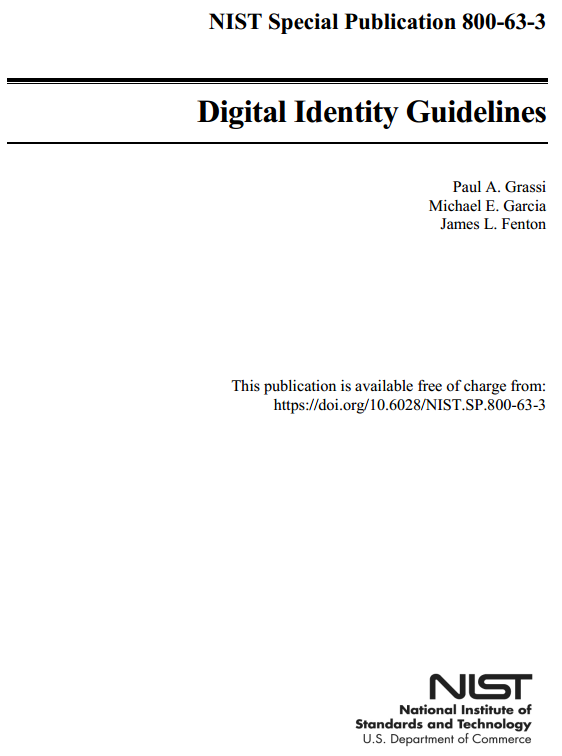 NIST Special Publication 800-63-3
Digital Identity Guidelines
Paul A. Grassi
Michael E. Garcia
James L. Fenton
This publication is available free of charge from:
https://doi.org/10.6028/NIST.SP.800-63-3
NIST
National Institute of
Standards and Technology
U.S. Department of Commerce